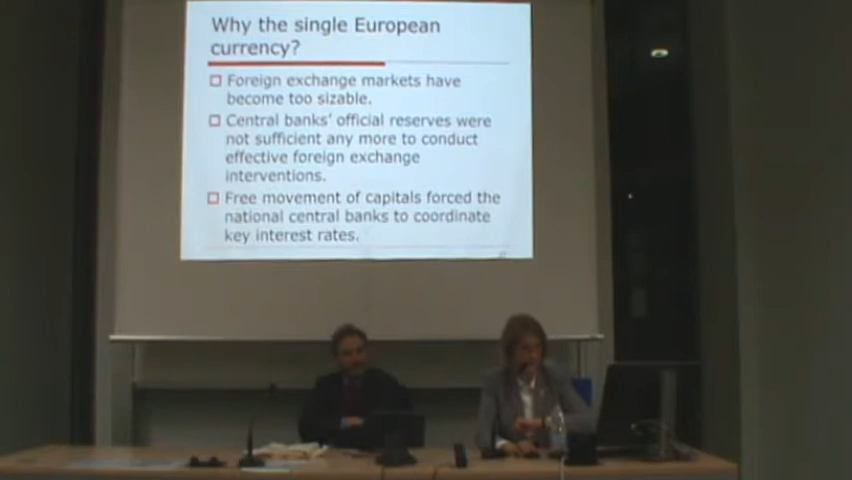 Why the single European
currency?
Foreign exchange markets have
become too sizable.
Central banks' official reserves were
not sufficient any more to conduct
effective foreign exchange
interventions.
Free movement of capitals forced the
national central banks to coordinate
key interest rates.